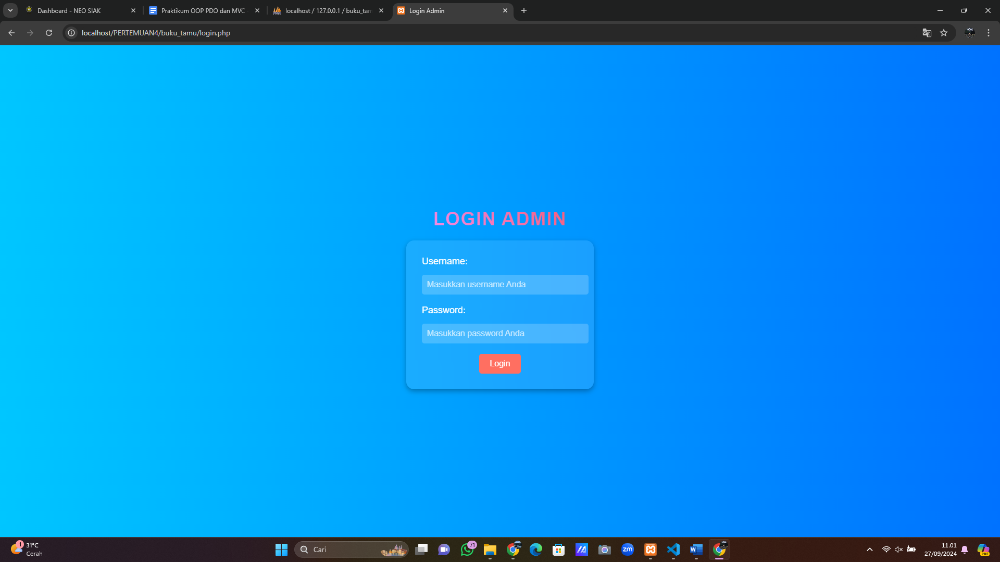 Dashboard - NEO SIAK
Praktikum OOP PDO dan MVC
localhost / 127.0.0.1 / buku_tam
Login Admin
localhost/PERTEMUAN4/buku_tamu/login.php
LOGIN ADMIN
Username:
Masukkan username Anda
Password:
Masukkan password Anda
Login
1
31°C
Cerah
Cari
71
zm
W
PRE
11.01
27/09/2024